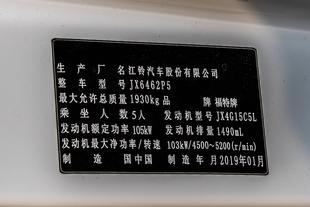 生 产 厂 名 江铃汽车股份有限公司
整 车 型 号 JX6462P5
最大允许总质量 1930kg 品 牌 福特牌
乘 坐 人 数 5人 发 动 机 型 号 JX4G15C5L
发动机额定功率 105kW 发 动 机 排 量 1490mL
发动机最大净功率/转速 103kW/4500~5200(r/min)
制 造 国 中国 制 造 年 月 2019年01月